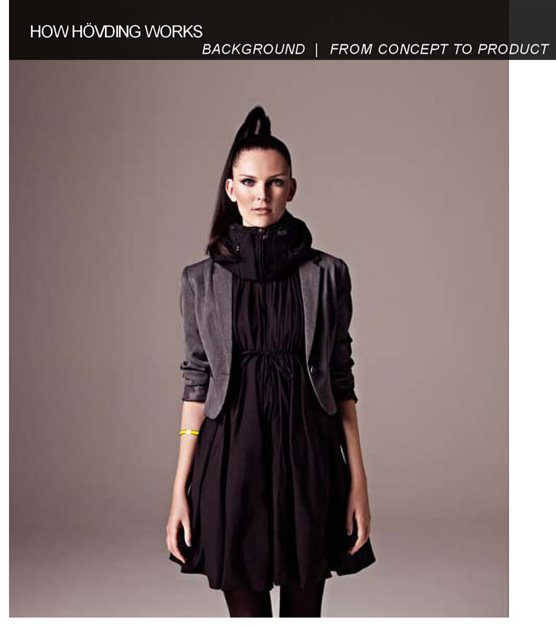 HOW HÖVDING WORKS
BACKGROUND | FROM CONCEPT TO PRODUCT